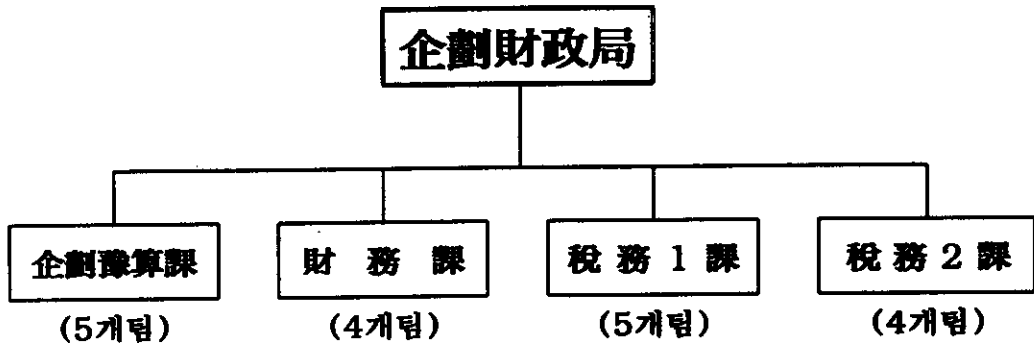 企劃財政局
企劃豫算課 財 務 課 稅 務 1 課 稅 務 2 課
(5개팀) (4개팀) (5개팀) (4개팀)